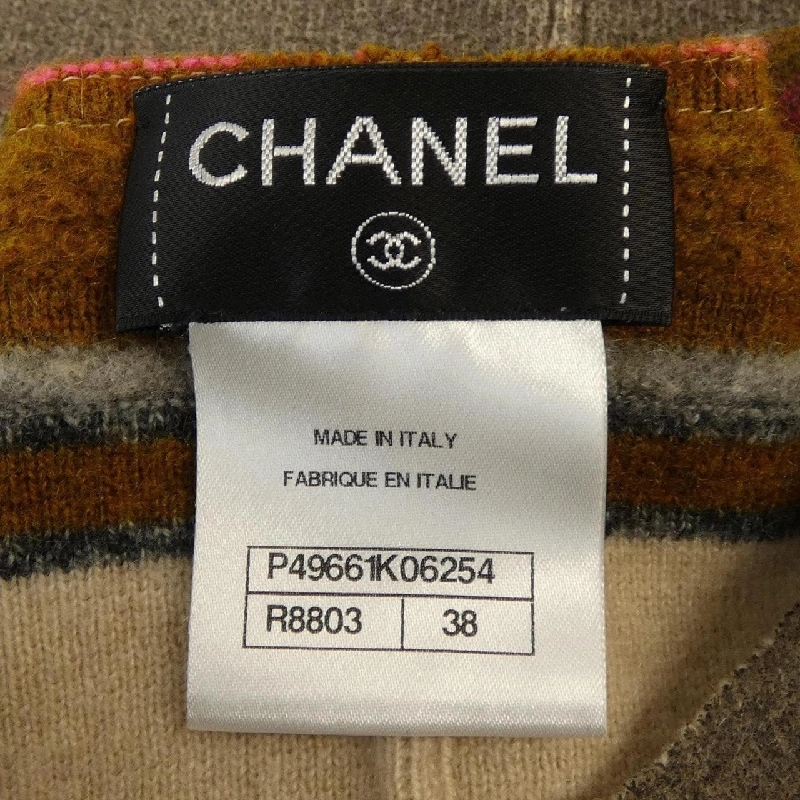 CHANEL
MADE IN ITALY
FABRIQUE EN ITALIE
P49661K06254
R8803 38